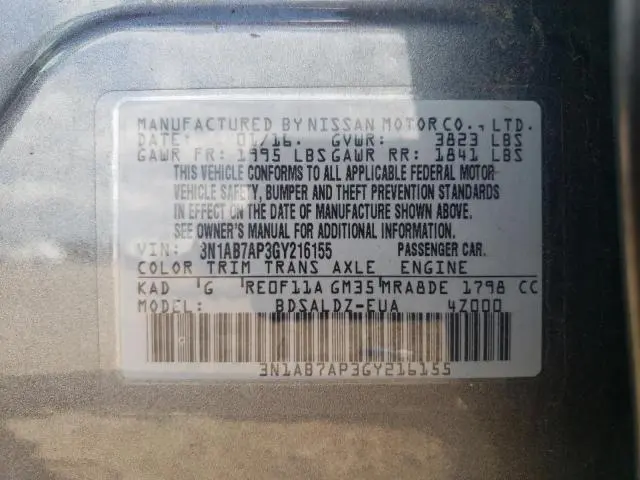 MANUFACTURED BY NISSAN MOTOR CO., LTD.
DATE: 01/16. GVWR: 3823 LBS
GAWR FR: 1995 LBS GAWR RR: 1841 LBS
THIS VEHICLE CONFORMS TO ALL APPLICABLE FEDERAL MOTOR
VEHICLE SAFETY, BUMPER AND THEFT PREVENTION STANDARDS
IN EFFECT ON THE DATE OF MANUFACTURE SHOWN ABOVE.
SEE OWNER'S MANUAL FOR ADDITIONAL INFORMATION.
VIN: 3N1AB7AP3GY216155 PASSENGER CAR.
COLOR TRIM TRANS AXLE ENGINE
KAD 'G 'RE0F11A GM35'MRA8DE 1798 CC
MODEL: BDSALDZ-EUA 4Z000
3N1AB7AP3GY216155